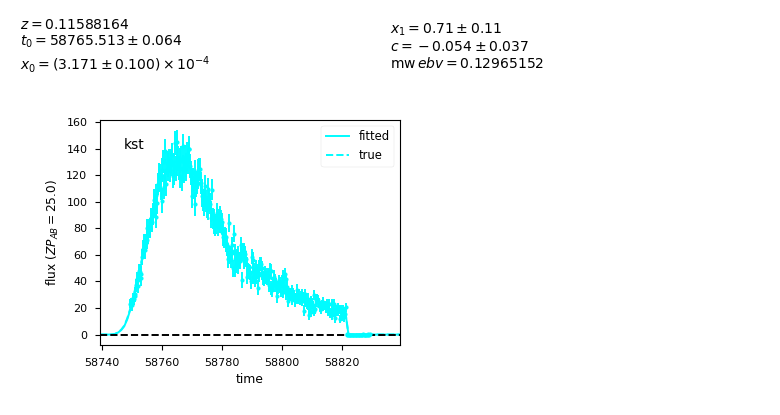 z = 0.11588164
t₀ = 58765.513 ± 0.064
x₀ = (3.171 ± 0.100) × 10⁻⁴
x₁ = 0.71 ± 0.11
c = −0.054 ± 0.037
mw ebv = 0.12965152
kst
fitted
true
160
140
120
100
80
60
40
20
0
flux (ZP_AB = 25.0)
58740 58760 58780 58800 58820
time